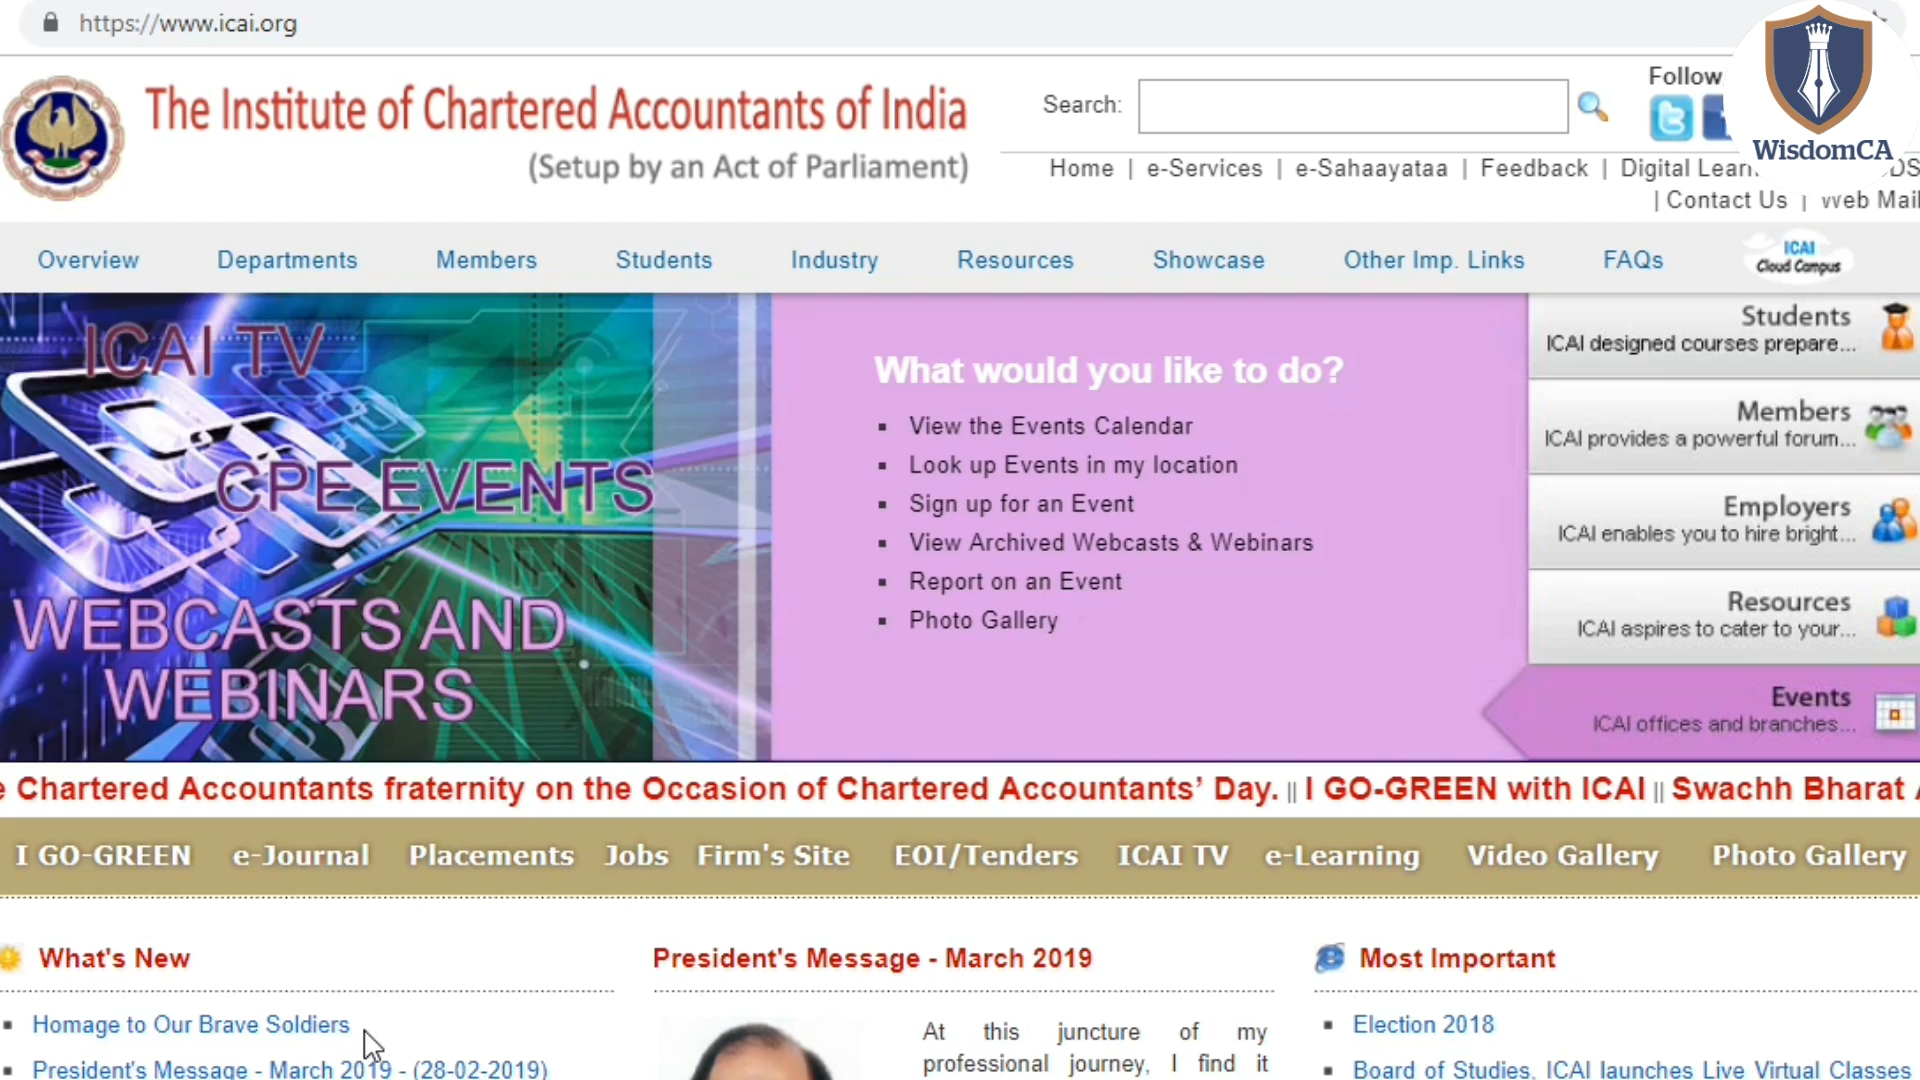 https://www.icai.org
The Institute of Chartered Accountants of India
(Setup by an Act of Parliament)
Search:
Follow
WisdomCA
Home | e-Services | e-Sahaayataa | Feedback | Digital
| Contact Us | Web Mail
Overview Departments Members Students Industry Resources Showcase Other Imp. Links FAQs ICAI Cloud Campus
ICAI TV
CPE EVENTS
WEBCASTS AND
WEBINARS
What would you like to do?
View the Events Calendar
Look up Events in my location
Sign up for an Event
View Archived Webcasts & Webinars
Report on an Event
Photo Gallery
Students
ICAI designed courses prepare...
Members
ICAI provides a powerful forum...
Employers
ICAI enables you to hire bright...
Resources
ICAI aspires to cater to your...
Events
ICAI offices and branches...
Chartered Accountants fraternity on the Occasion of Chartered Accountants’ Day. || I GO-GREEN with ICAI || Swachh Bharat
I GO-GREEN e-Journal Placements Jobs Firm's Site EOI/Tenders ICAI TV e-Learning Video Gallery Photo Gallery
What's New
Homage to Our Brave Soldiers
President's Message - March 2019 - (28-02-2019)
President's Message - March 2019
At this juncture of my
professional journey, I find it
Most Important
Election 2018
Board of Studies, ICAI launches Live Virtual Classes